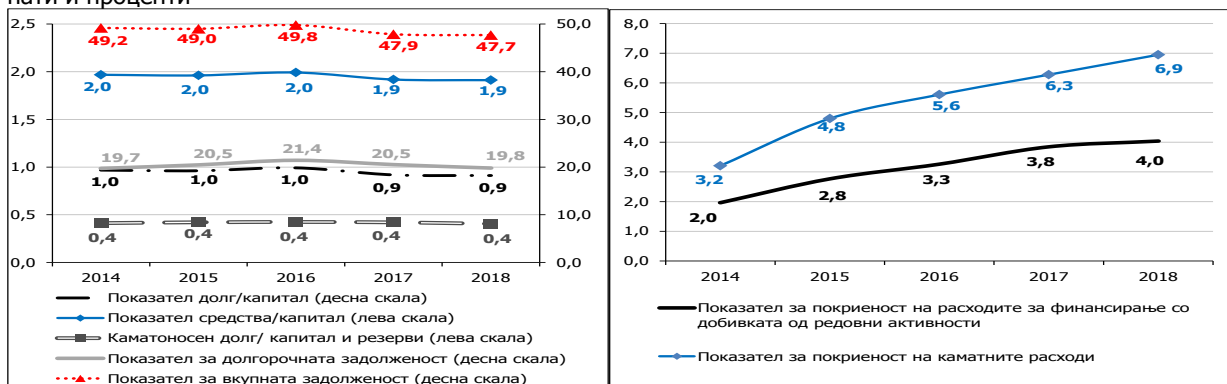 пати и проценти
2,5
2,0
1,5
1,0
0,5
0,0
50,0
40,0
30,0
20,0
10,0
0,0
49,2 49,0 49,8 47,9 47,7
2,0 2,0 2,0 1,9 1,9
19,7 20,5 21,4 20,5 19,8
1,0 1,0 1,0 0,9 0,9
0,4 0,4 0,4 0,4 0,4
2014 2015 2016 2017 2018
Показател долг/капитал (десна скала)
Показател средства/капитал (лева скала)
Каматоносен долг/ капитал и резерви (лева скала)
Показател за долгорочната задолженост (десна скала)
Показател за вкупната задолженост (десна скала)
8,0
7,0
6,0
5,0
4,0
3,0
2,0
1,0
0,0
3,2 4,8 5,6 6,3 6,9
2,0 2,8 3,3 3,8 4,0
2014 2015 2016 2017 2018
Показател за покриеност на расходите за финансирање со
добивката од редовни активности
Показател за покриеност на каматните расходи